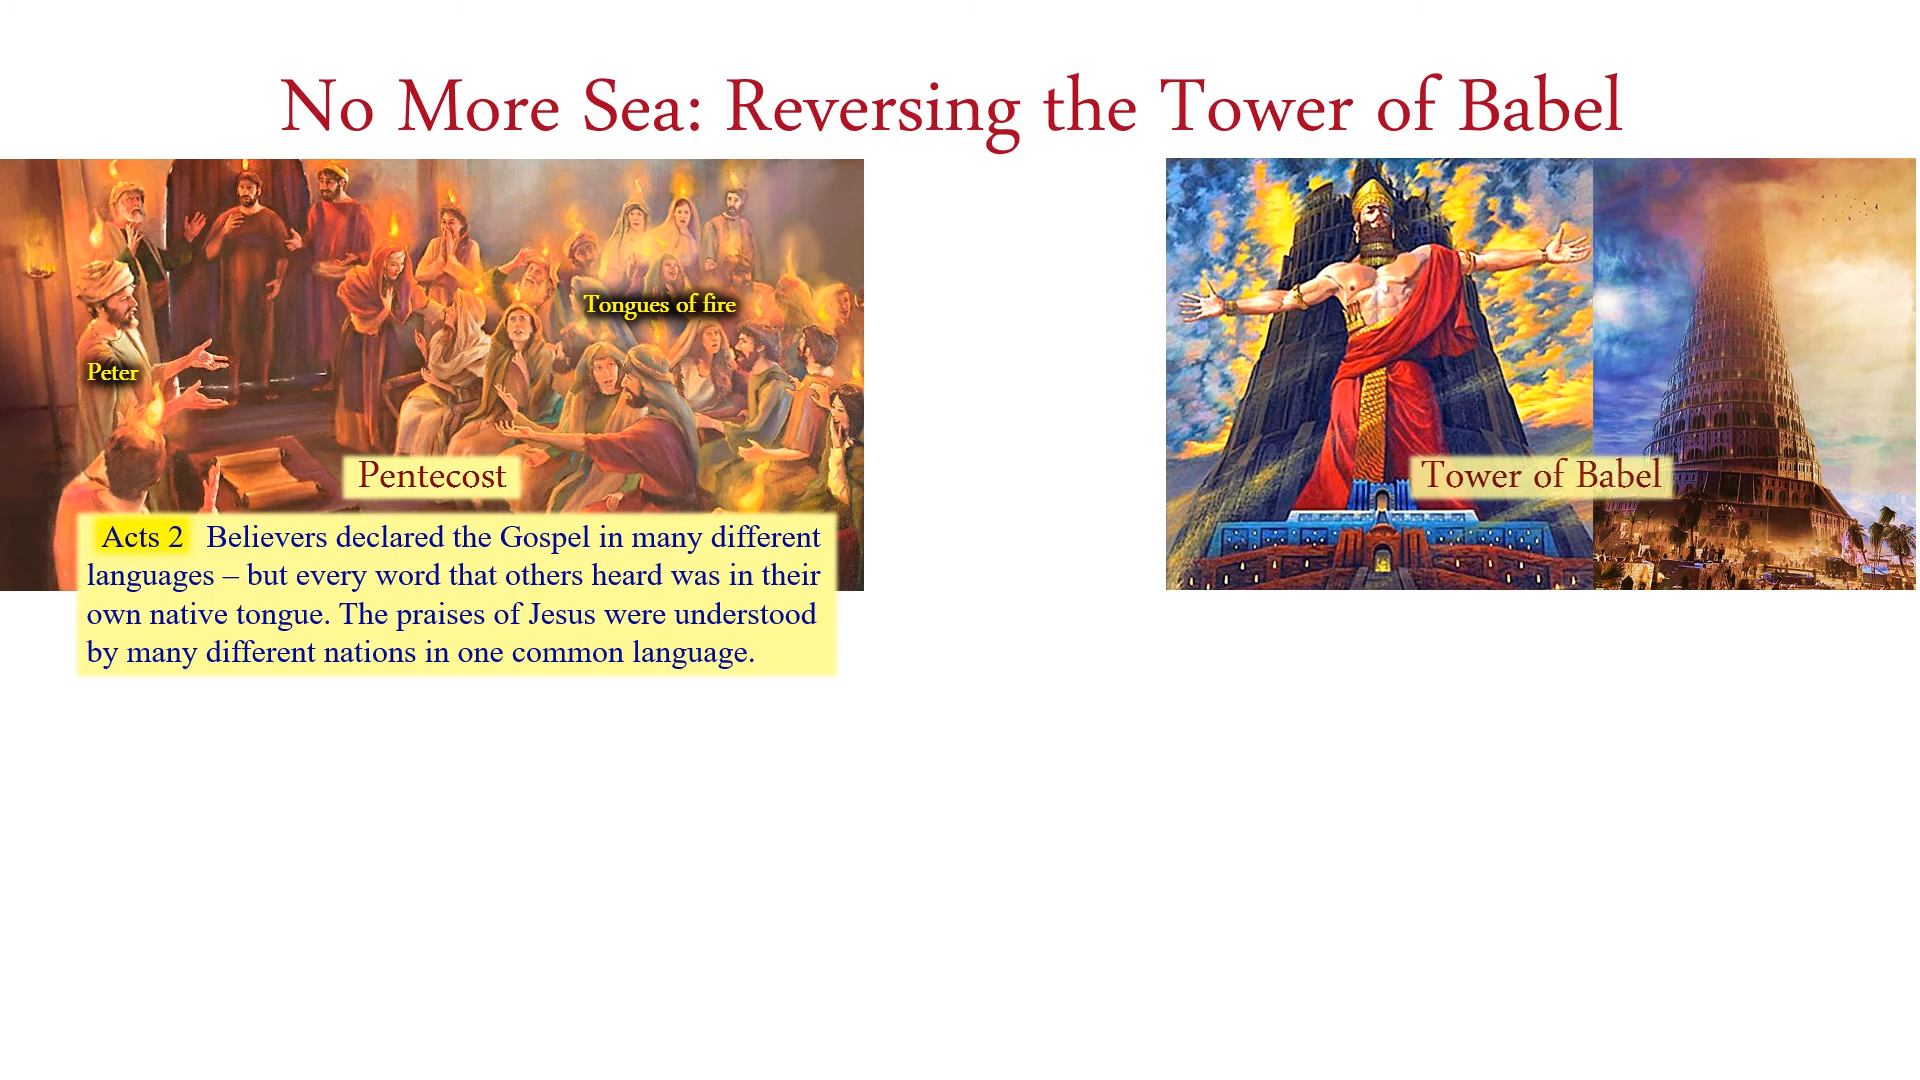 No More Sea: Reversing the Tower of Babel
Tongues of fire
Peter
Pentecost
Acts 2 Believers declared the Gospel in many different
languages – but every word that others heard was in their
own native tongue. The praises of Jesus were understood
by many different nations in one common language.
Tower of Babel